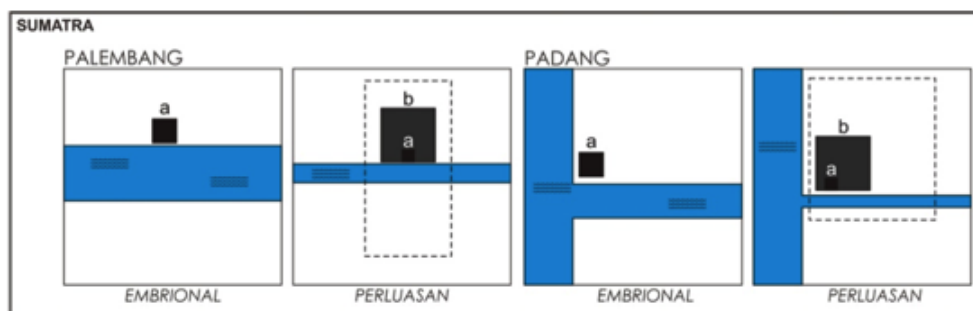 SUMATRA
PALEMBANG
PADANG
a
b
a
a
b
a
EMBRIONAL
PERLUASAN
EMBRIONAL
PERLUASAN